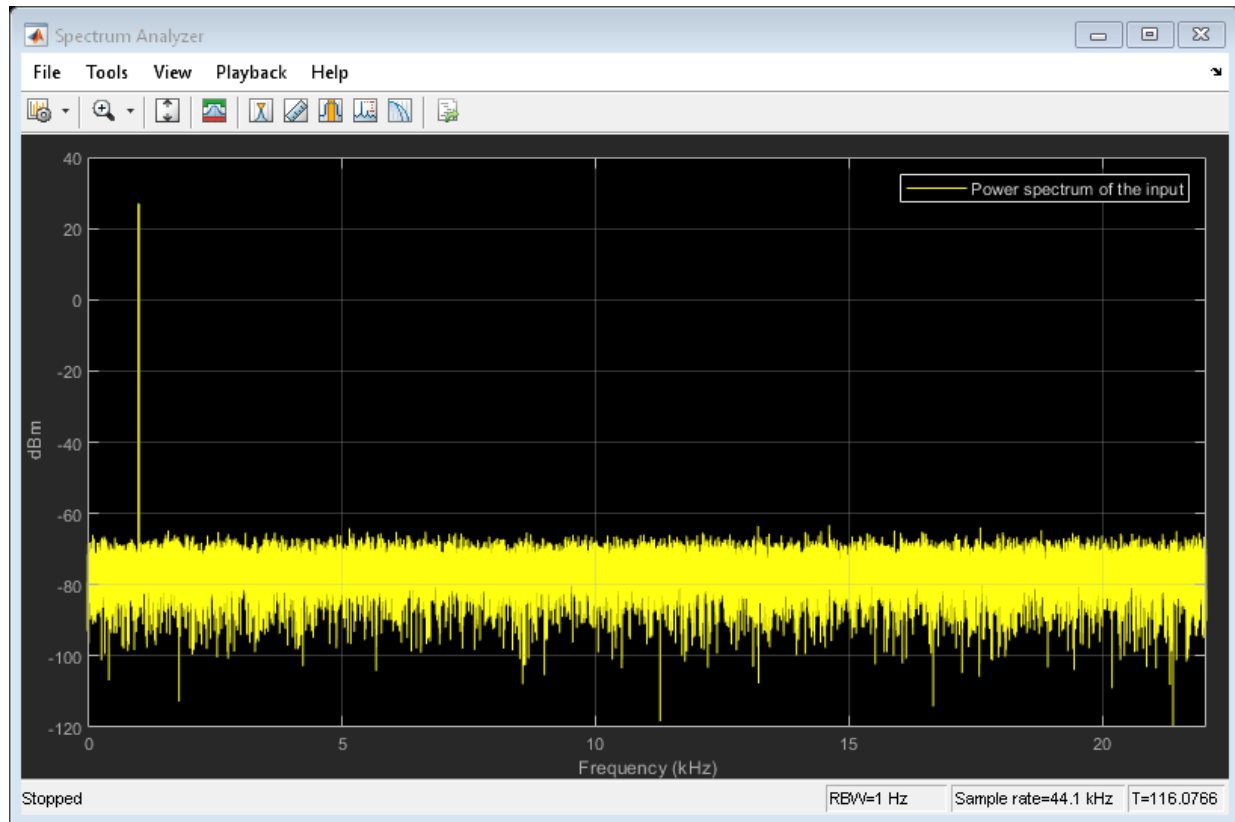 Spectrum Analyzer
File Tools View Playback Help
40
Power spectrum of the input
20
0
-20
dBm
-40
-60
-80
-100
-120
0 5 10 15 20
Frequency (kHz)
Stopped RBW=1 Hz Sample rate=44.1 kHz T=116.0766